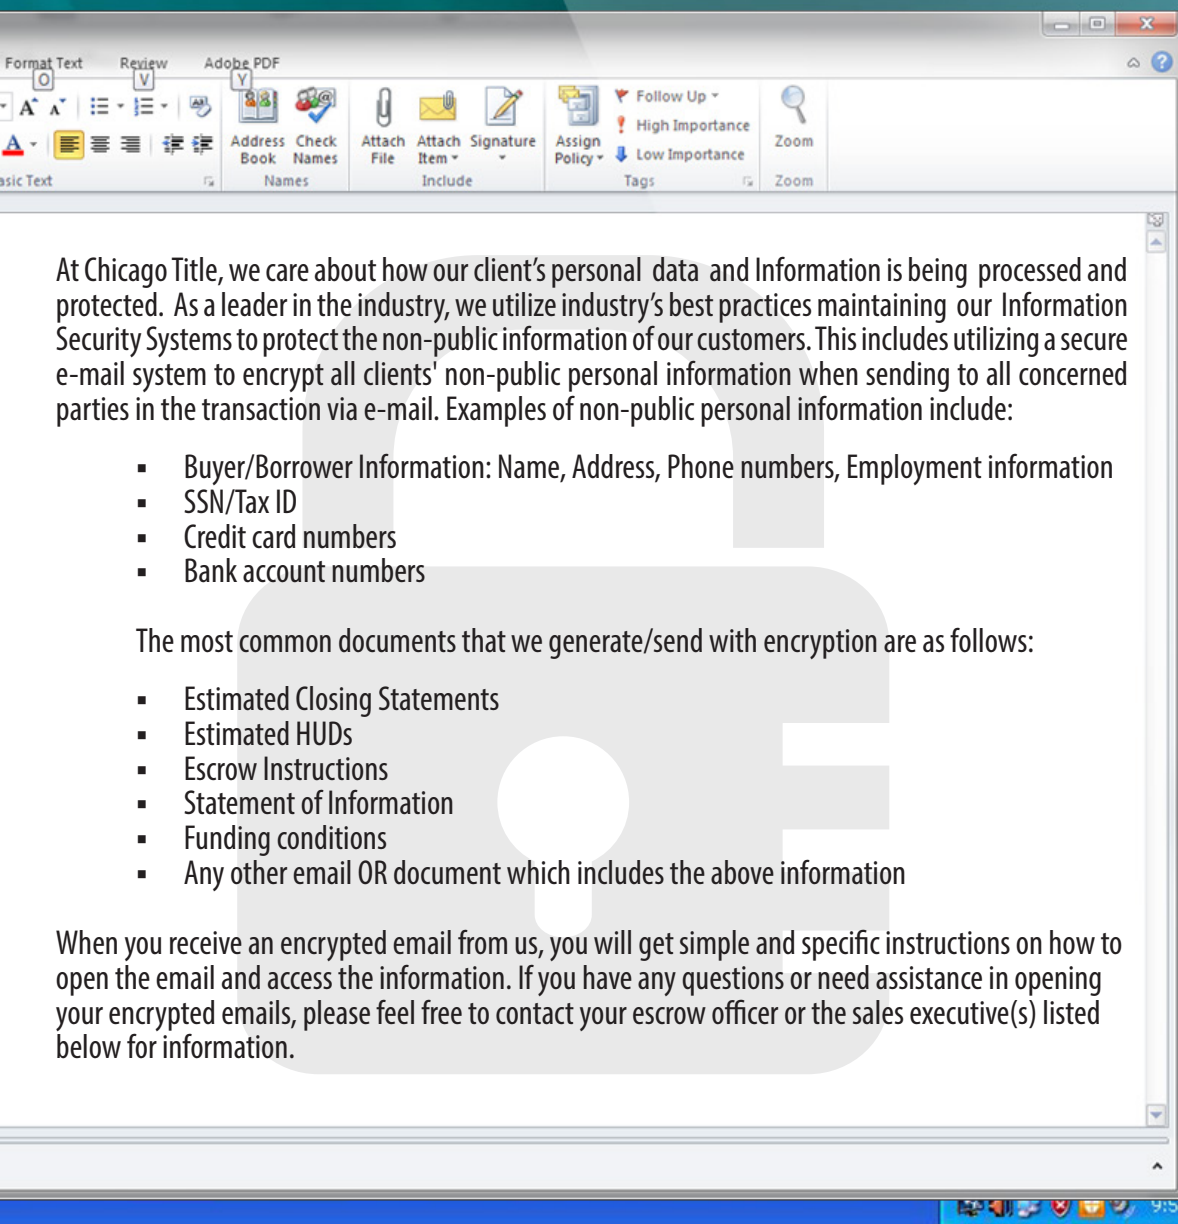 Format Text Review Adobe PDF
O V Y
A A Follow Up
High Importance
A Address Check Attach Attach Signature Assign Low Importance Zoom
Book Names File Item Policy
Text Names Include Tags Zoom
At Chicago Title, we care about how our client's personal data and Information is being processed and
protected. As a leader in the industry, we utilize industry's best practices maintaining our Information
Security Systems to protect the non-public information of our customers. This includes utilizing a secure
e-mail system to encrypt all clients' non-public personal information when sending to all concerned
parties in the transaction via e-mail. Examples of non-public personal information include:
▪ Buyer/Borrower Information: Name, Address, Phone numbers, Employment information
▪ SSN/Tax ID
▪ Credit card numbers
▪ Bank account numbers
The most common documents that we generate/send with encryption are as follows:
▪ Estimated Closing Statements
▪ Estimated HUDs
▪ Escrow Instructions
▪ Statement of Information
▪ Funding conditions
▪ Any other email OR document which includes the above information
When you receive an encrypted email from us, you will get simple and specific instructions on how to
open the email and access the information. If you have any questions or need assistance in opening
your encrypted emails, please feel free to contact your escrow officer or the sales executive(s) listed
below for information.